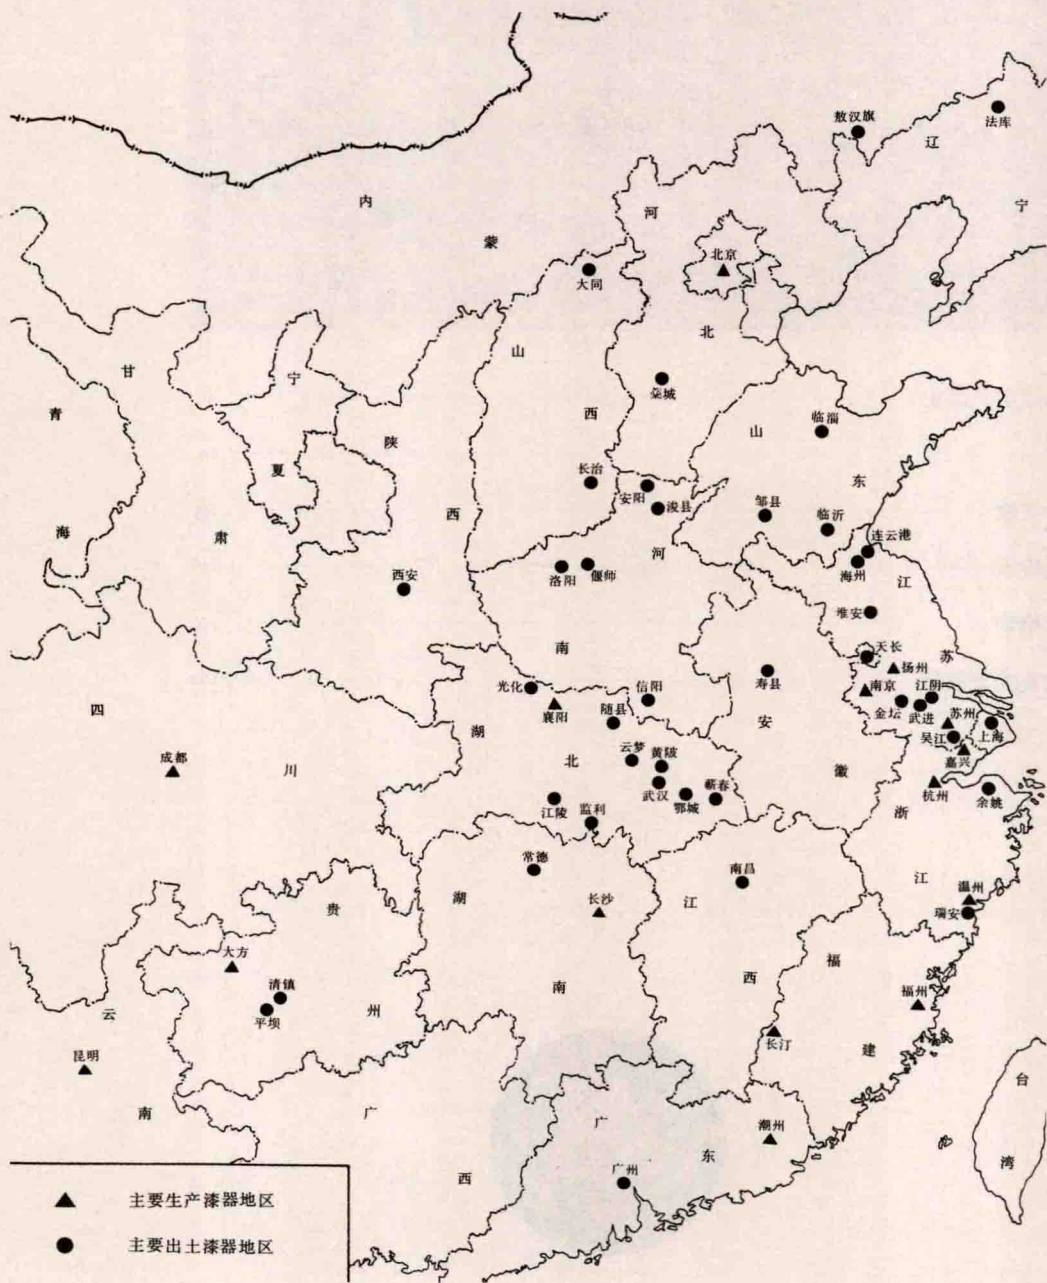 敖汉旗
法库
辽
宁
内
蒙
河
北京
大同
北
山
甘
宁
西
青
藁城
陕
山
临淄
夏
长治
安阳
浚县
东
邹县
临沂
西
海
肃
河
连云港
海州
江
洛阳
偃师
西安
淮安
南
天长
扬州
苏
四
光化
襄阳
信阳
寿县
南京
江阴
金坛
武进
苏州
湖
随县
安
吴江
上海
成都
川
北
云梦
黄陂
徽
嘉兴
武汉
蕲春
杭州
余姚
江陵
监利
鄂城
浙
常德
南昌
江
温州
贵
湖
长沙
江
瑞安
大方
西
福
清镇
南
福州
平坝
州
云
长汀
昆明
建
台
南
广
广
潮州
东
广州
湾
西
主要生产漆器地区
主要出土漆器地区